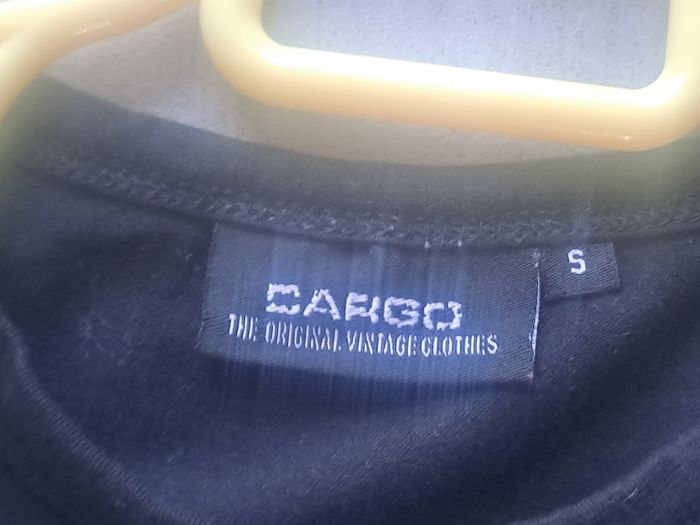 CARGO
THE ORIGINAL VINTAGE CLOTHES
S